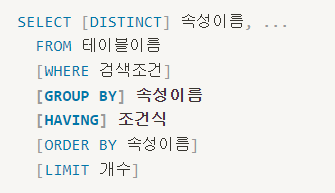 SELECT [DISTINCT] 속성이름, ...
FROM 테이블이름
[WHERE 검색조건]
[GROUP BY] 속성이름
[HAVING] 조건식
[ORDER BY 속성이름]
[LIMIT 개수]